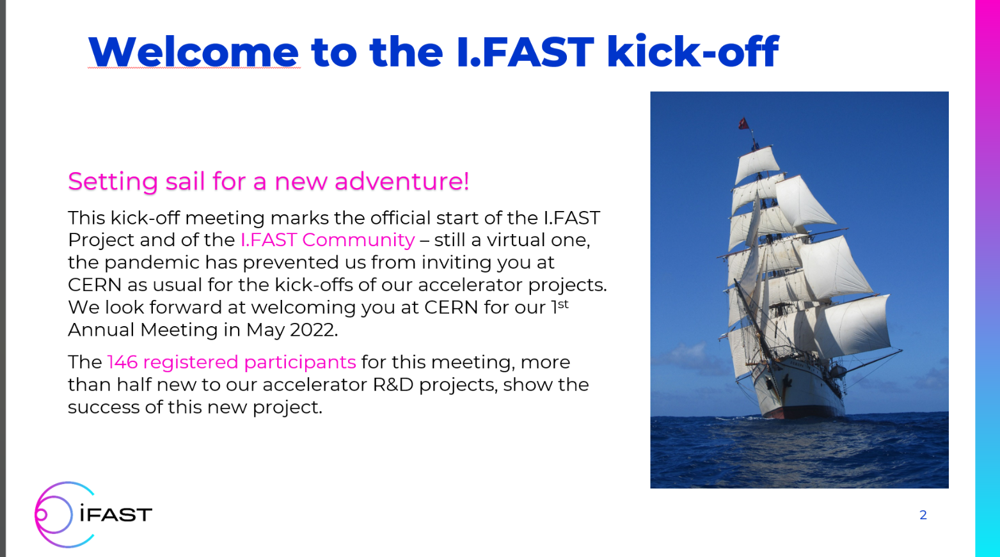 Welcome to the I.FAST kick-off
Setting sail for a new adventure!
This kick-off meeting marks the official start of the I.FAST
Project and of the I.FAST Community – still a virtual one,
the pandemic has prevented us from inviting you at
CERN as usual for the kick-offs of our accelerator projects.
We look forward at welcoming you at CERN for our 1st
Annual Meeting in May 2022.
The 146 registered participants for this meeting, more
than half new to our accelerator R&D projects, show the
success of this new project.
iFAST
2